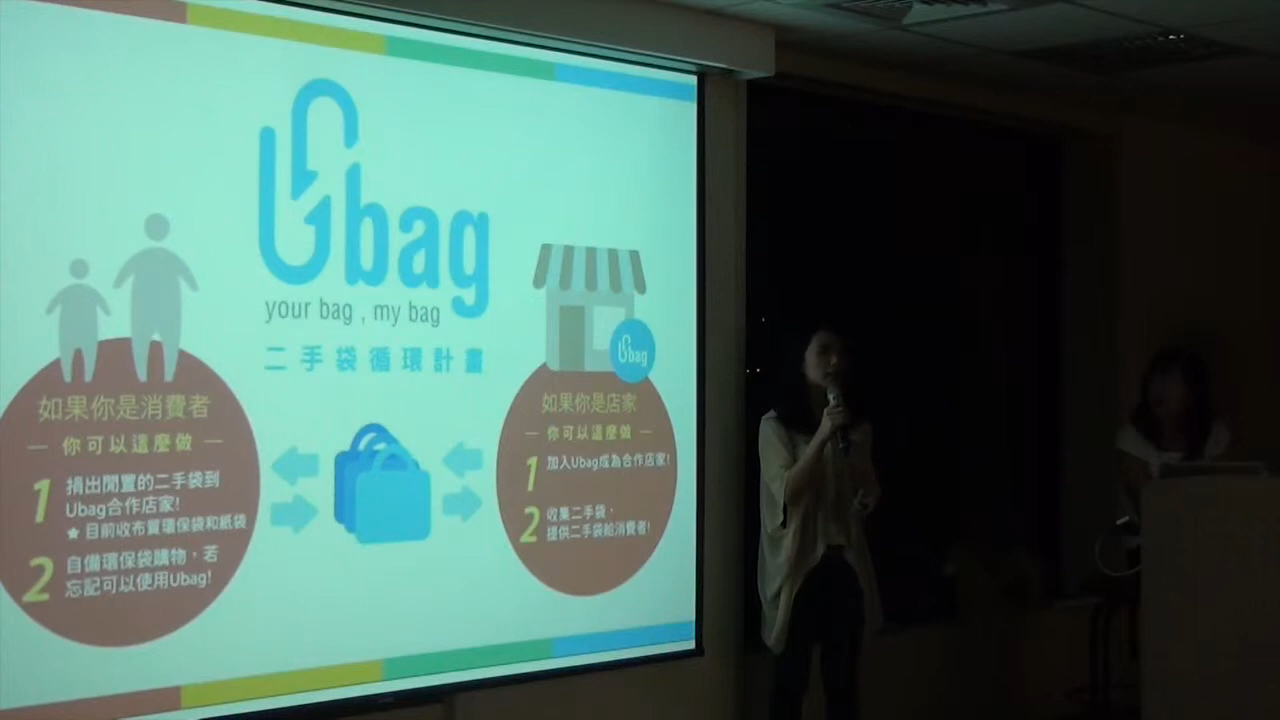 Ubag
your bag , my bag
二手袋循環計畫
如果你是消費者
你可以這麼做
1 捐出閒置的二手袋到
Ubag合作店家!
★ 目前收布質環保袋和紙袋
2 自備環保袋購物，若
忘記可以使用Ubag!
Ubag
如果你是店家
你可以這麼做
1 加入Ubag成為合作店家!
2 收集二手袋，
提供二手袋給消費者!